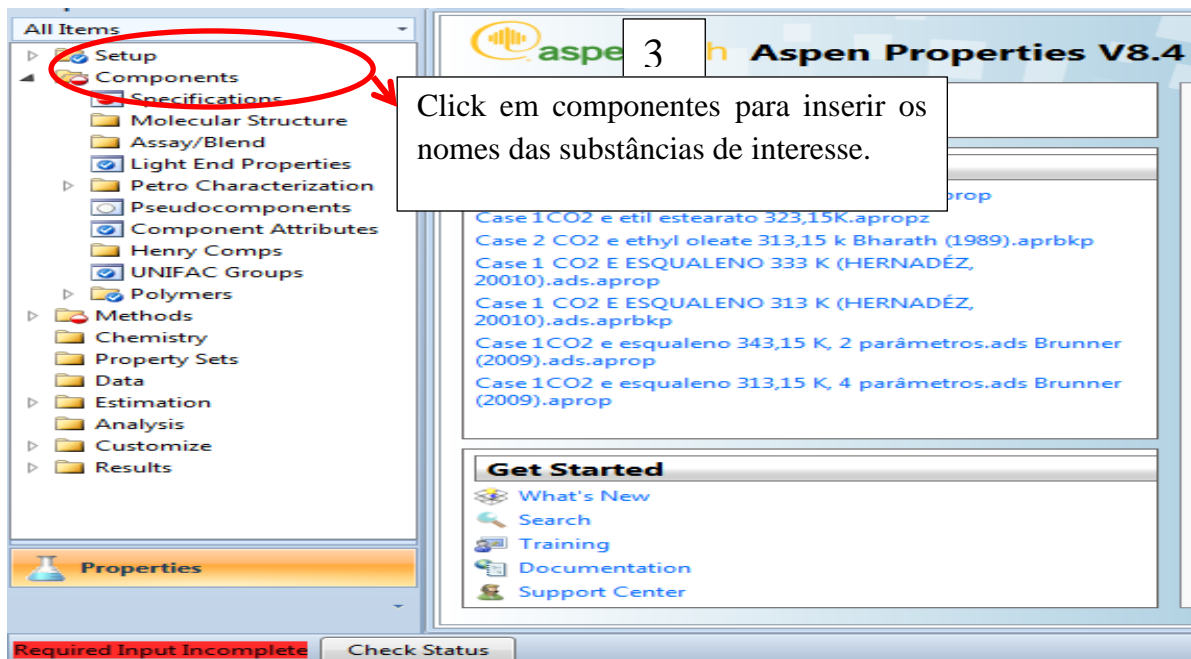 All Items
Setup
Components
Specifications
Molecular Structure
Assay/Blend
Light End Properties
Petro Characterization
Pseudocomponents
Component Attributes
Henry Comps
UNIFAC Groups
Polymers
Methods
Chemistry
Property Sets
Data
Estimation
Analysis
Customize
Results
Properties
Required Input Incomplete
Check Status
Aspen Properties V8.4
3
Click em componentes para inserir os
nomes das substâncias de interesse.
Case 1CO2 e etil estearato 323,15K.apropz
Case 2 CO2 e ethyl oleate 313,15 k Bharath (1989).aprbkp
Case 1 CO2 E ESQUALENO 333 K (HERNADÉZ,
20010).ads.aprop
Case 1 CO2 E ESQUALENO 313 K (HERNADÉZ,
20010).ads.aprbkp
Case 1CO2 e esqualeno 343,15 K, 2 parâmetros.ads Brunner
(2009).ads.aprop
Case 1CO2 e esqualeno 313,15 K, 4 parâmetros.ads Brunner
(2009).aprop
Get Started
What's New
Search
Training
Documentation
Support Center